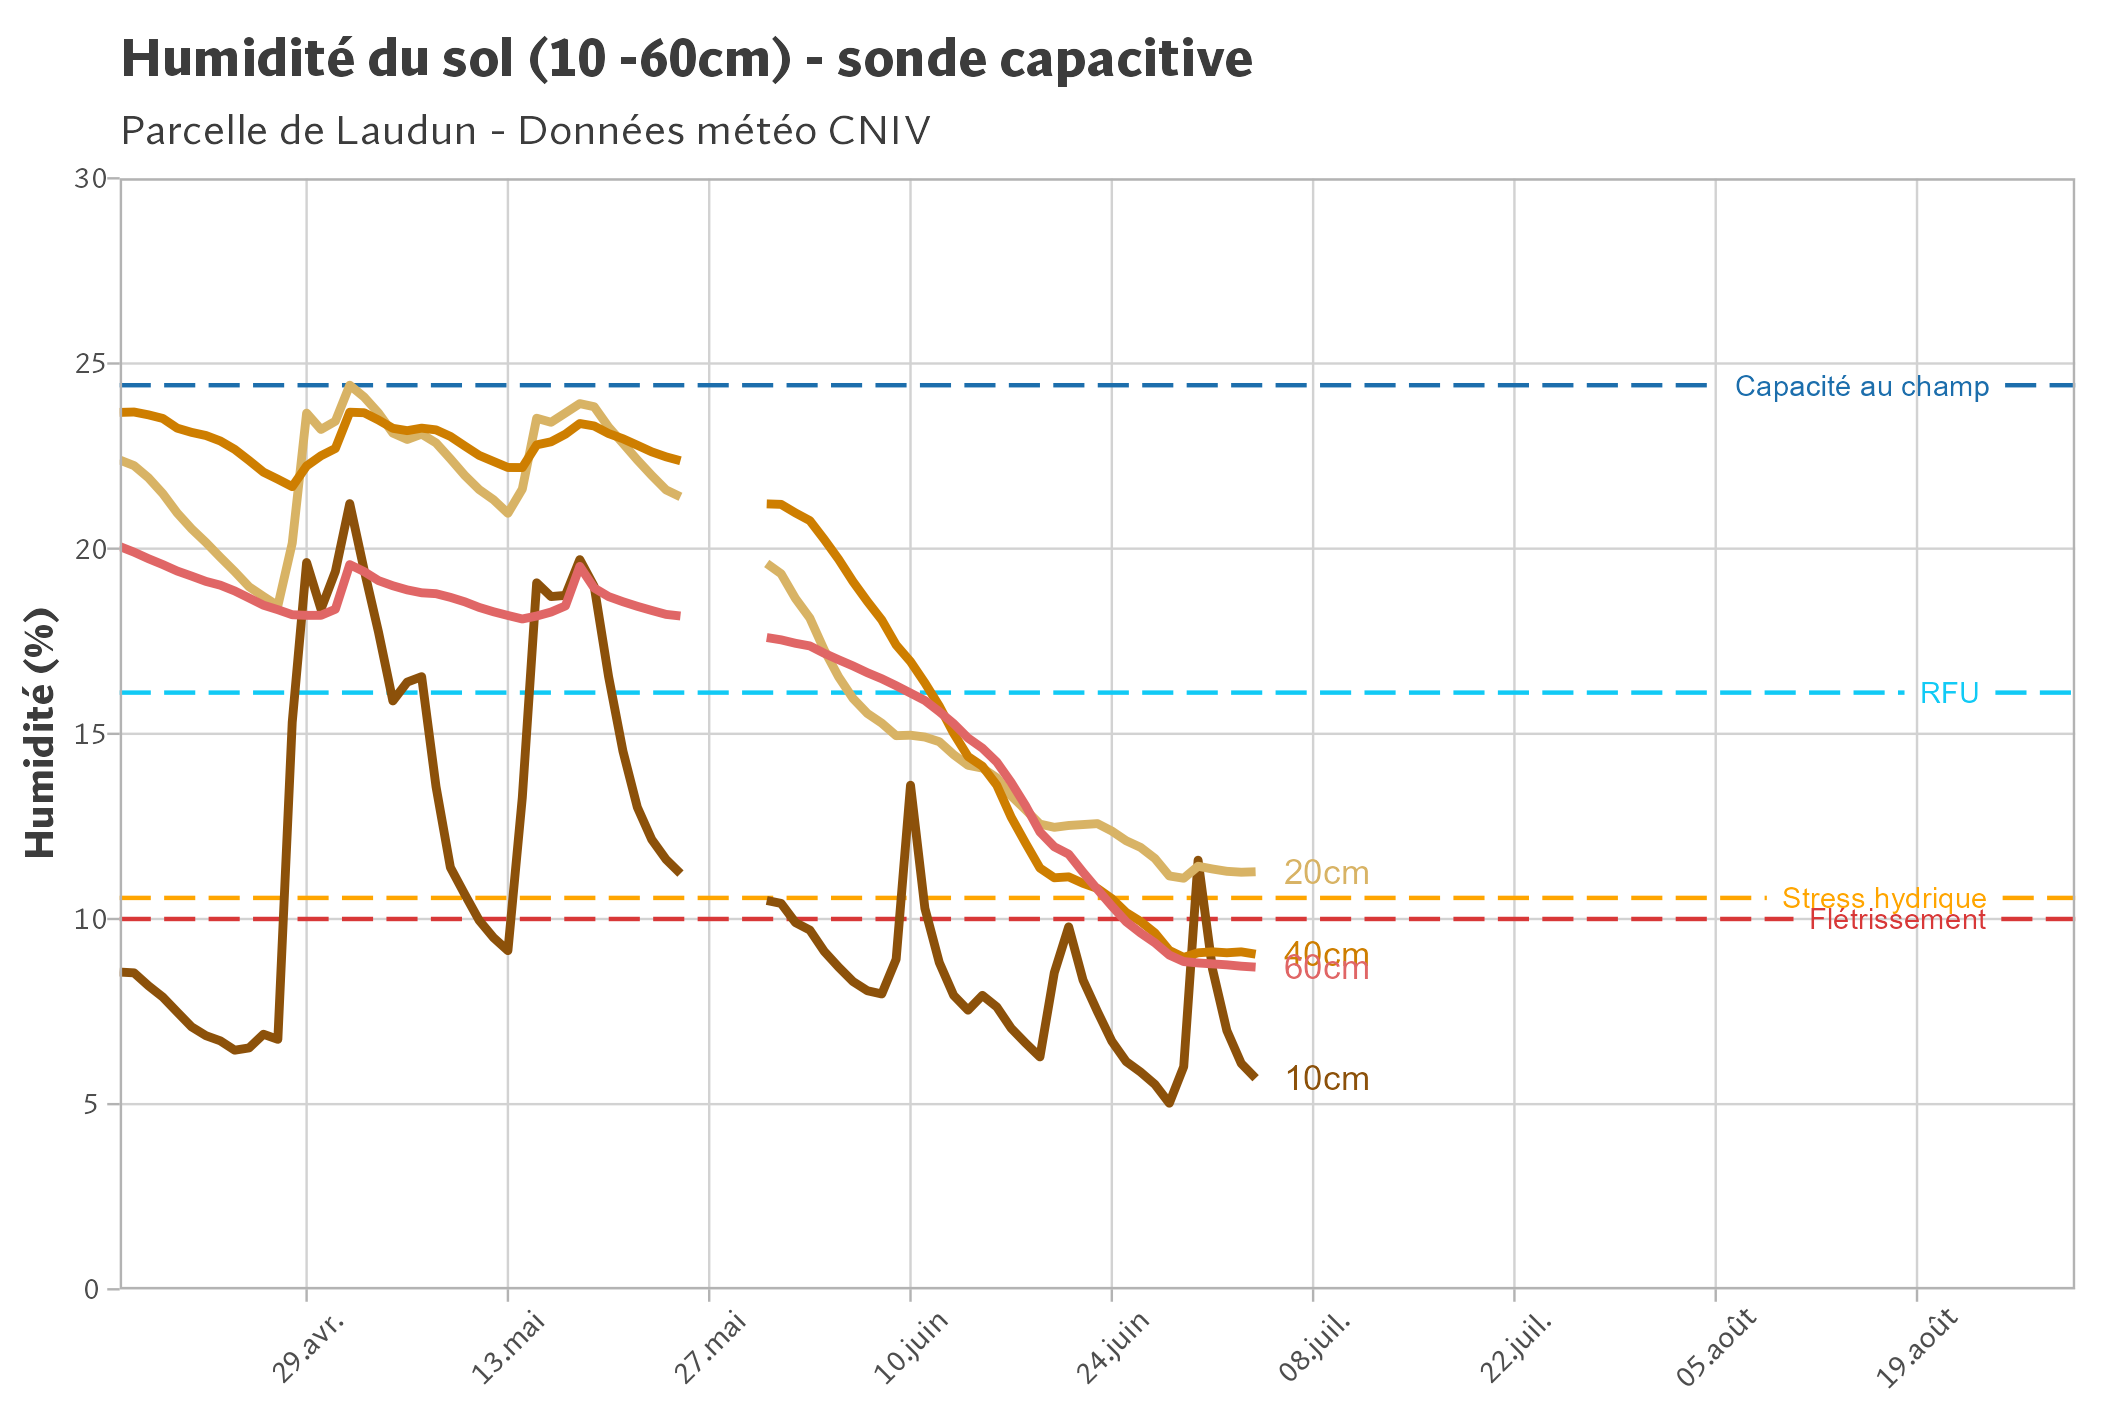 Humidité du sol (10 -60cm) - sonde capacitive
Parcelle de Laudun - Données météo CNIV
30
25
20
15
10
5
0
Humidité (%)
Capacité au champ
RFU
20cm
Stress hydrique
Flétrissement
40cm
60cm
10cm
29.avr.
13.mai
27.mai
10.juin
24.juin
08.juil.
22.juil.
05.août
19.août